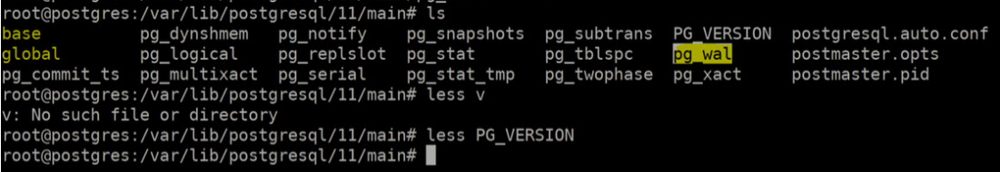 root@postgres:/var/lib/postgresql/11/main# ls
base pg_dynshmem pg_notify pg_snapshots pg_subtrans PG_VERSION postgresql.auto.conf
global pg_logical pg_replslot pg_stat pg_tblspc pg_wal postmaster.opts
pg_commit_ts pg_multixact pg_serial pg_stat_tmp pg_twophase pg_xact postmaster.pid
root@postgres:/var/lib/postgresql/11/main# less v
v: No such file or directory
root@postgres:/var/lib/postgresql/11/main# less PG_VERSION
root@postgres:/var/lib/postgresql/11/main#